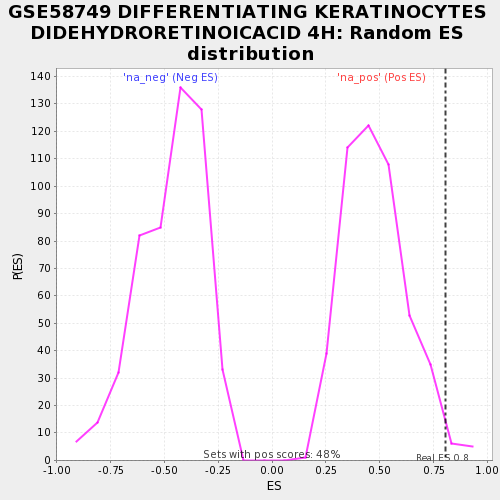 GSE58749 DIFFERENTIATING KERATINOCYTES
DIDEHYDRORETINOICACID 4H: Random ES
distribution
'na_neg' (Neg ES)
'na_pos' (Pos ES)
140
130
120
110
100
90
80
70
60
50
40
30
20
10
0
P(ES)
Sets with pos scores: 48%
Real ES 0.8
-1.00 -0.75 -0.50 -0.25 0.00 0.25 0.50 0.75 1.00
ES